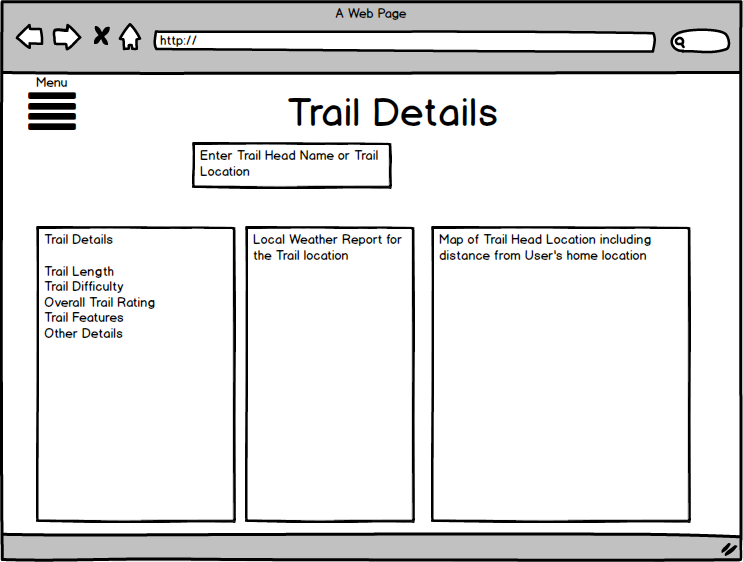 A Web Page
http://
Menu
Trail Details
Enter Trail Head Name or Trail
Location
Trail Details
Trail Length
Trail Difficulty
Overall Trail Rating
Trail Features
Other Details
Local Weather Report for
the Trail location
Map of Trail Head Location including
distance from User's home location